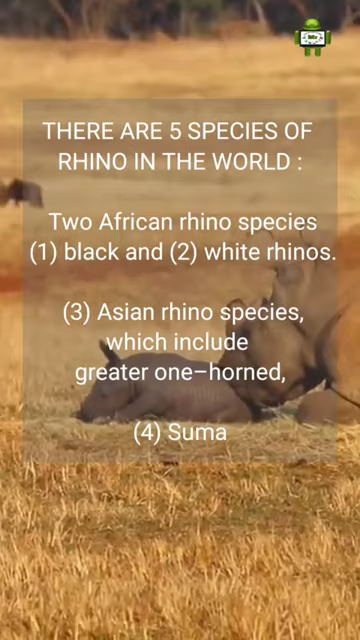 THERE ARE 5 SPECIES OF
RHINO IN THE WORLD :
Two African rhino species
(1) black and (2) white rhinos.
(3) Asian rhino species,
which include
greater one–horned,
(4) Suma